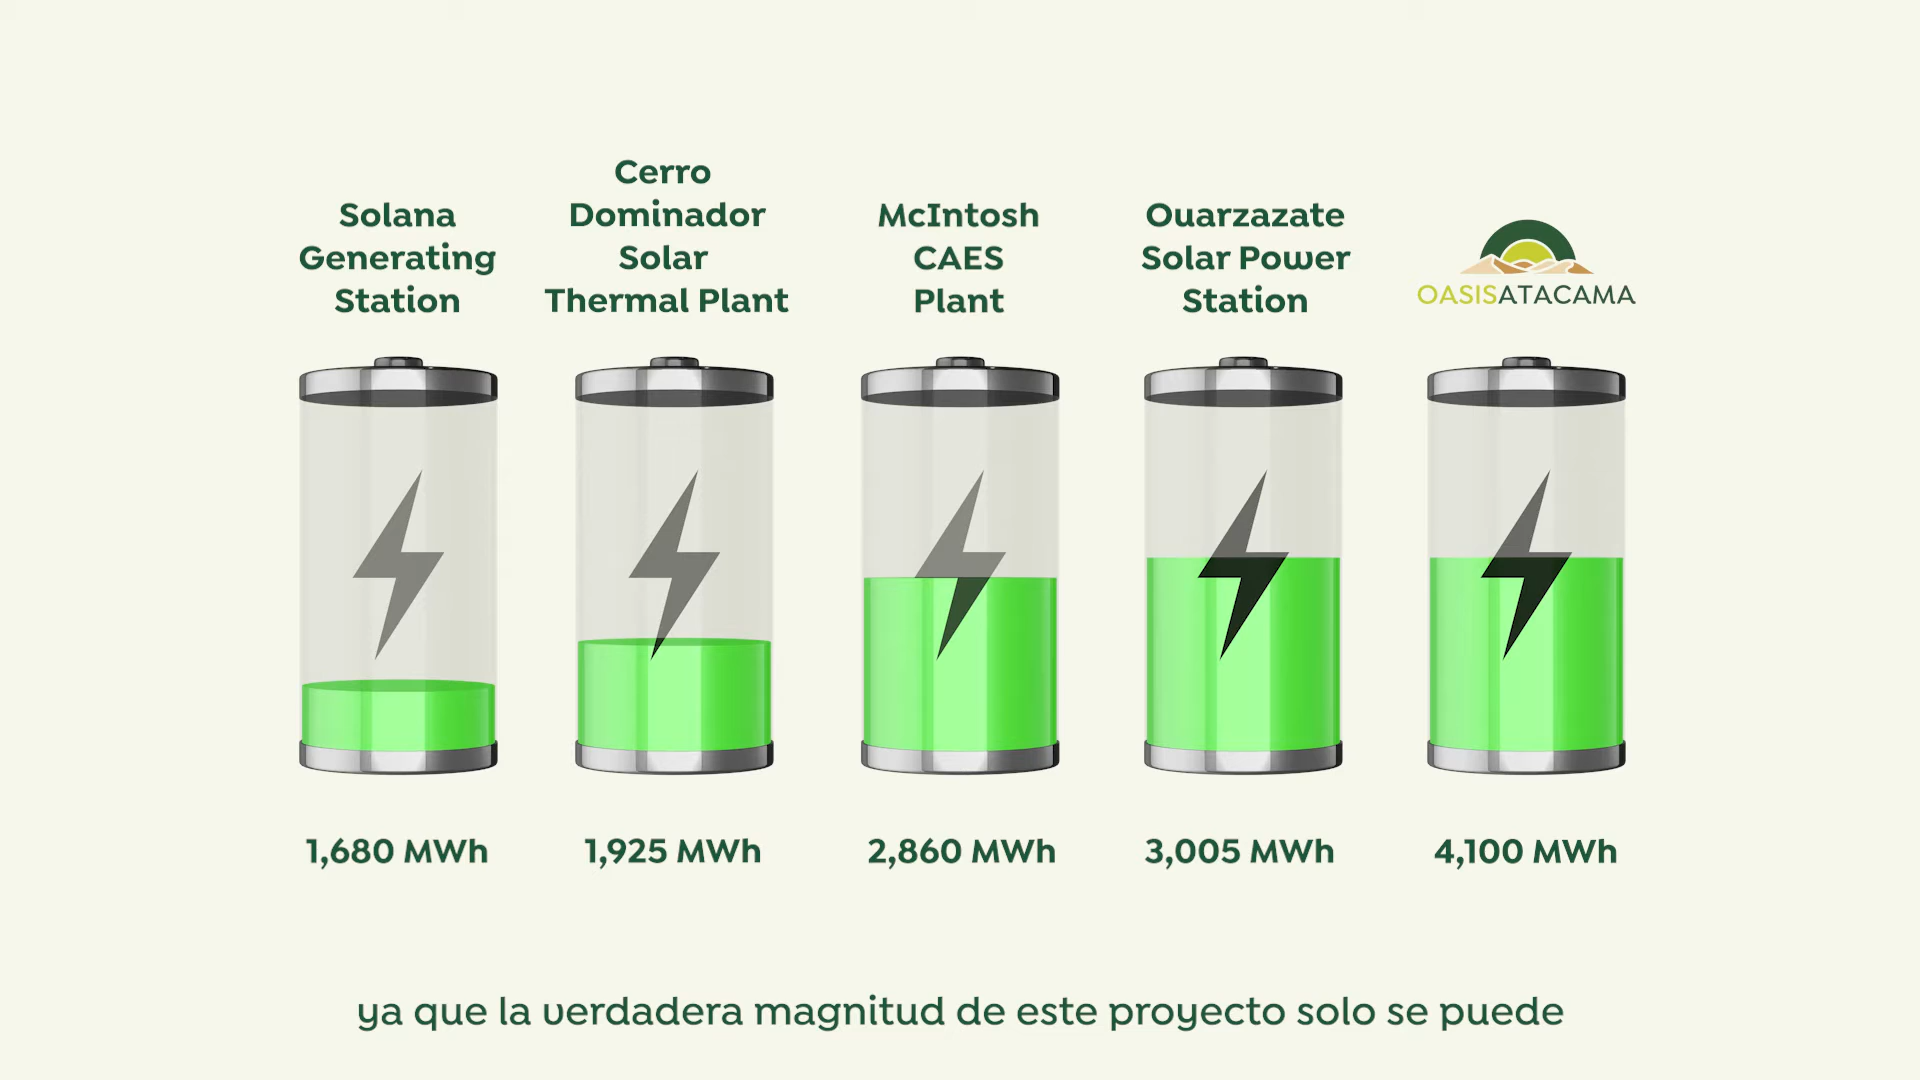 Solana
Generating
Station
Cerro
Dominador
Solar
Thermal Plant
McIntosh
CAES
Plant
Ouarzazate
Solar Power
Station
OASISATACAMA
1,680 MWh
1,925 MWh
2,860 MWh
3,005 MWh
4,100 MWh
ya que la verdadera magnitud de este proyecto solo se puede